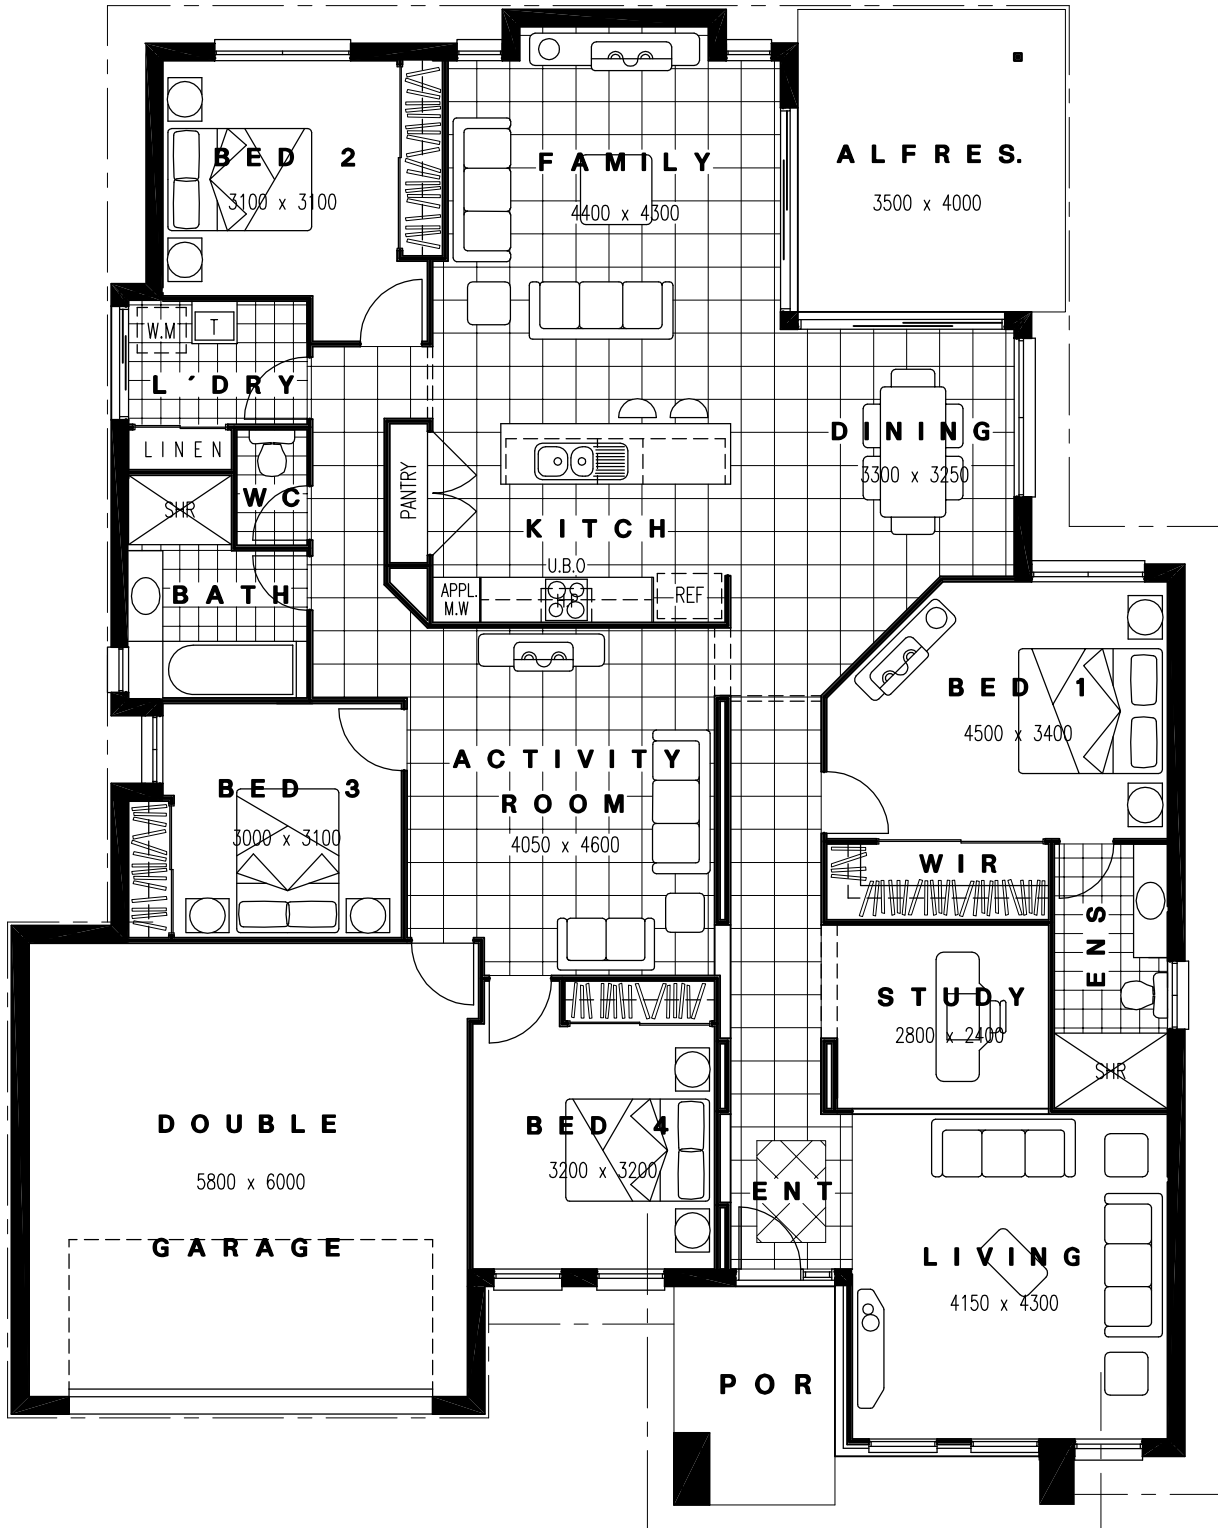 BED 2
3100 x 3100
FAMILY
4400 x 4300
ALFRES.
3500 x 4000
W.M
T
L'DRY
LINEN
SHR
WC
BATH
PANTRY
KITCH
U.B.O
H.P
APPL.
M.W
REF
DINING
3300 x 3250
BED 1
4500 x 3400
ACTIVITY
ROOM
4050 x 4600
BED 3
3000 x 3100
WIR
ENS
STUDY
2800 x 2400
SHR
DOUBLE
5800 x 6000
GARAGE
BED 4
3200 x 3200
ENT
LIVING
4150 x 4300
POR